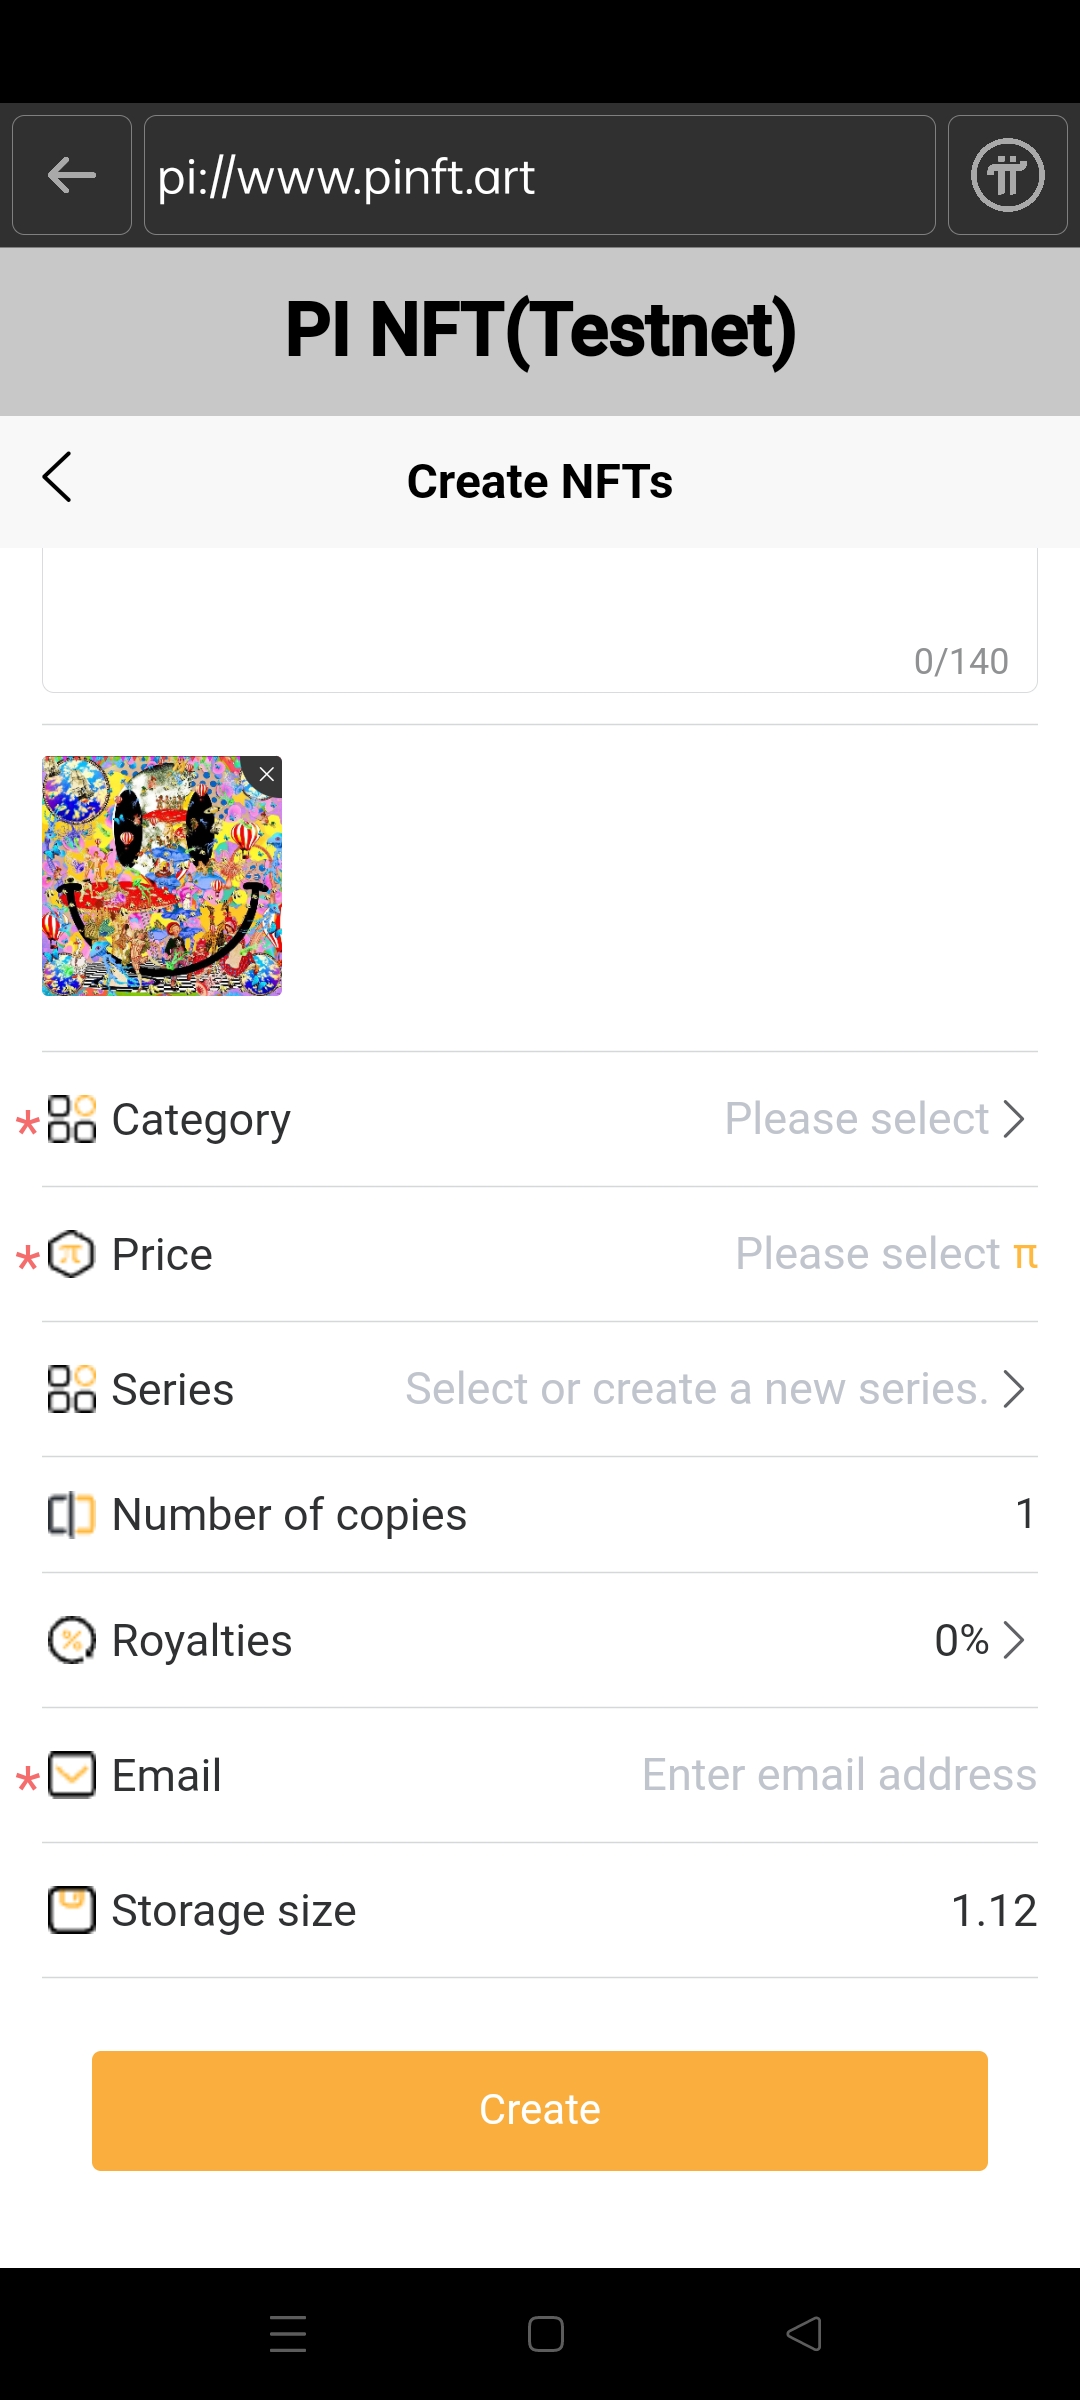 pi://www.pinft.art
PI NFT(Testnet)
Create NFTs
0/140
* Category Please select
* Price Please select π
Series Select or create a new series.
Number of copies 1
Royalties 0%
* Email Enter email address
Storage size 1.12
Create